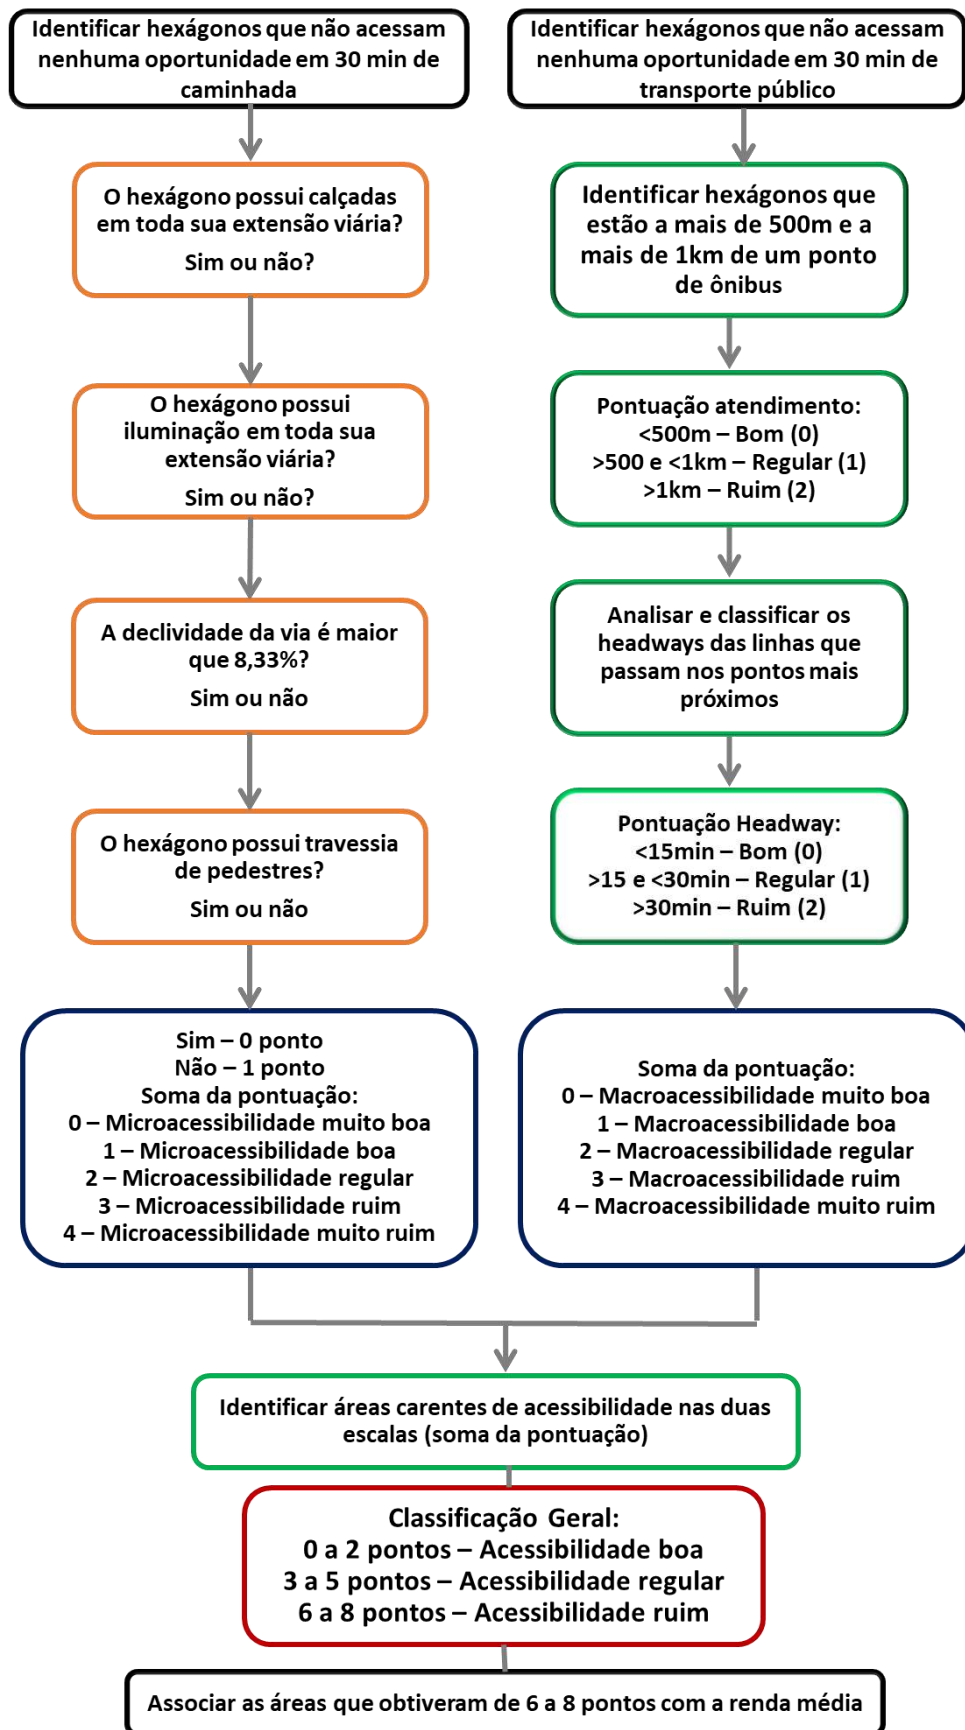 Identificar hexágonos que não acessam
nenhuma oportunidade em 30 min de
caminhada
O hexágono possui calçadas
em toda sua extensão viária?
Sim ou não?
O hexágono possui
iluminação em toda sua
extensão viária?
Sim ou não?
A declividade da via é maior
que 8,33%?
Sim ou não
O hexágono possui travessia
de pedestres?
Sim ou não
Sim – 0 ponto
Não – 1 ponto
Soma da pontuação:
0 – Microacessibilidade muito boa
1 – Microacessibilidade boa
2 – Microacessibilidade regular
3 – Microacessibilidade ruim
4 – Microacessibilidade muito ruim
Identificar hexágonos que não acessam
nenhuma oportunidade em 30 min de
transporte público
Identificar hexágonos que
estão a mais de 500m e a
mais de 1km de um ponto
de ônibus
Pontuação atendimento:
<500m – Bom (0)
>500 e <1km – Regular (1)
>1km – Ruim (2)
Analisar e classificar os
headways das linhas que
passam nos pontos mais
próximos
Pontuação Headway:
<15min – Bom (0)
>15 e <30min – Regular (1)
>30min – Ruim (2)
Soma da pontuação:
0 – Macroacessibilidade muito boa
1 – Macroacessibilidade boa
2 – Macroacessibilidade regular
3 – Macroacessibilidade ruim
4 – Macroacessibilidade muito ruim
Identificar áreas carentes de acessibilidade nas duas
escalas (soma da pontuação)
Classificação Geral:
0 a 2 pontos – Acessibilidade boa
3 a 5 pontos – Acessibilidade regular
6 a 8 pontos – Acessibilidade ruim
Associar as áreas que obtiveram de 6 a 8 pontos com a renda média